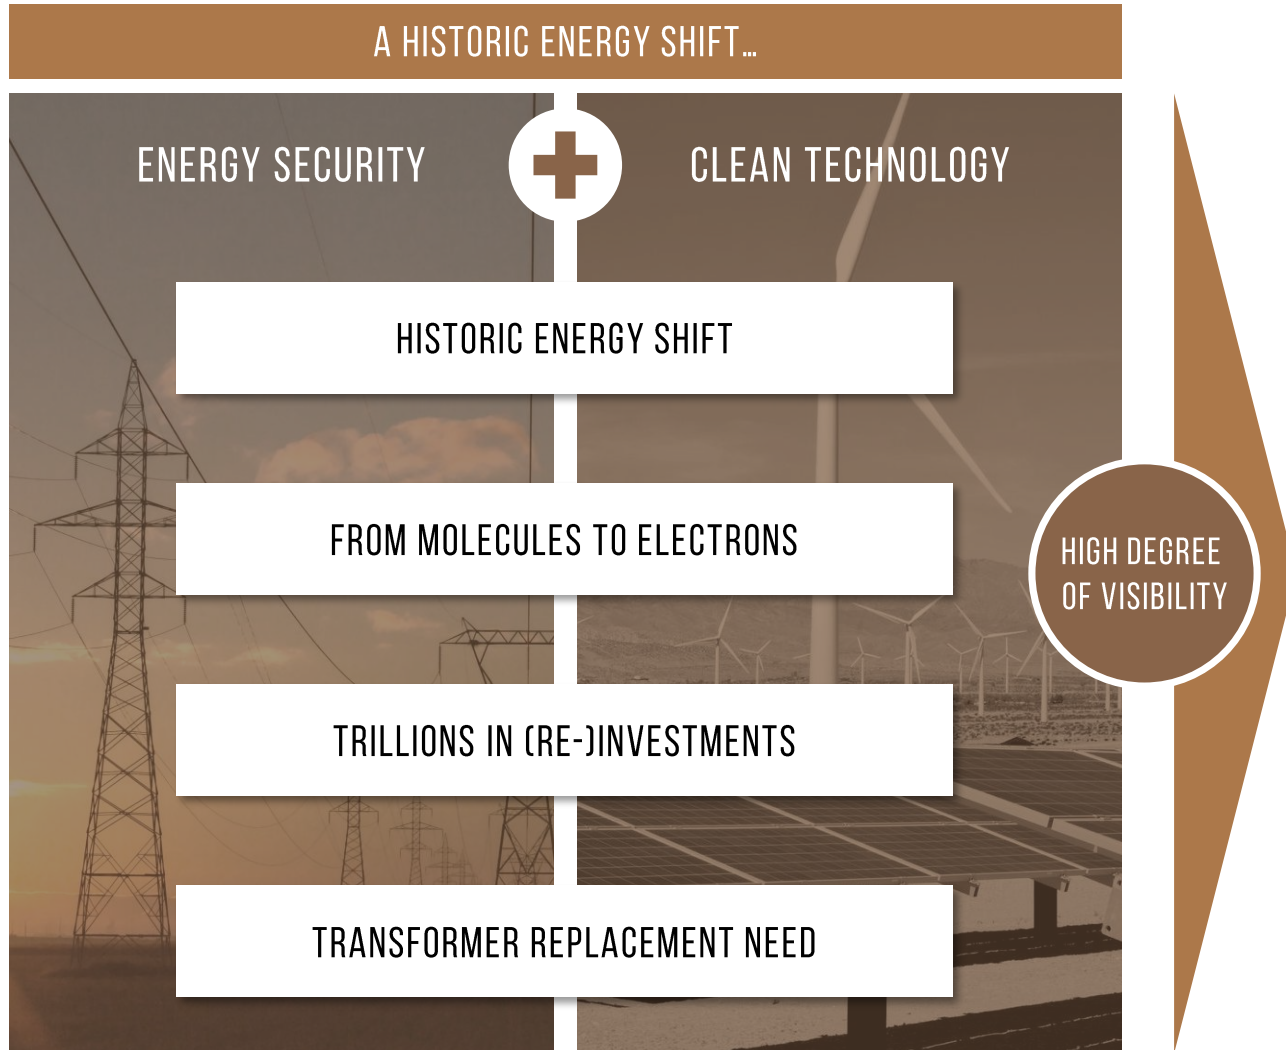 A HISTORIC ENERGY SHIFT…
ENERGY SECURITY
CLEAN TECHNOLOGY
HISTORIC ENERGY SHIFT
FROM MOLECULES TO ELECTRONS
TRILLIONS IN (RE-)INVESTMENTS
TRANSFORMER REPLACEMENT NEED
HIGH DEGREE
OF VISIBILITY